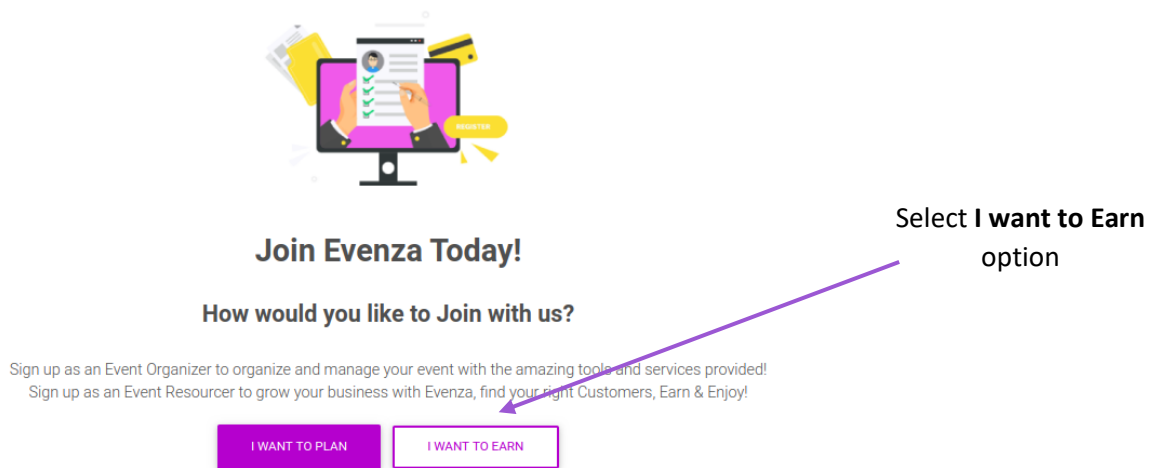 REGISTER
Select I want to Earn
option
Join Evenza Today!
How would you like to Join with us?
Sign up as an Event Organizer to organize and manage your event with the amazing tools and services provided!
Sign up as an Event Resourcer to grow your business with Evenza, find your right Customers, Earn & Enjoy!
I WANT TO PLAN
I WANT TO EARN